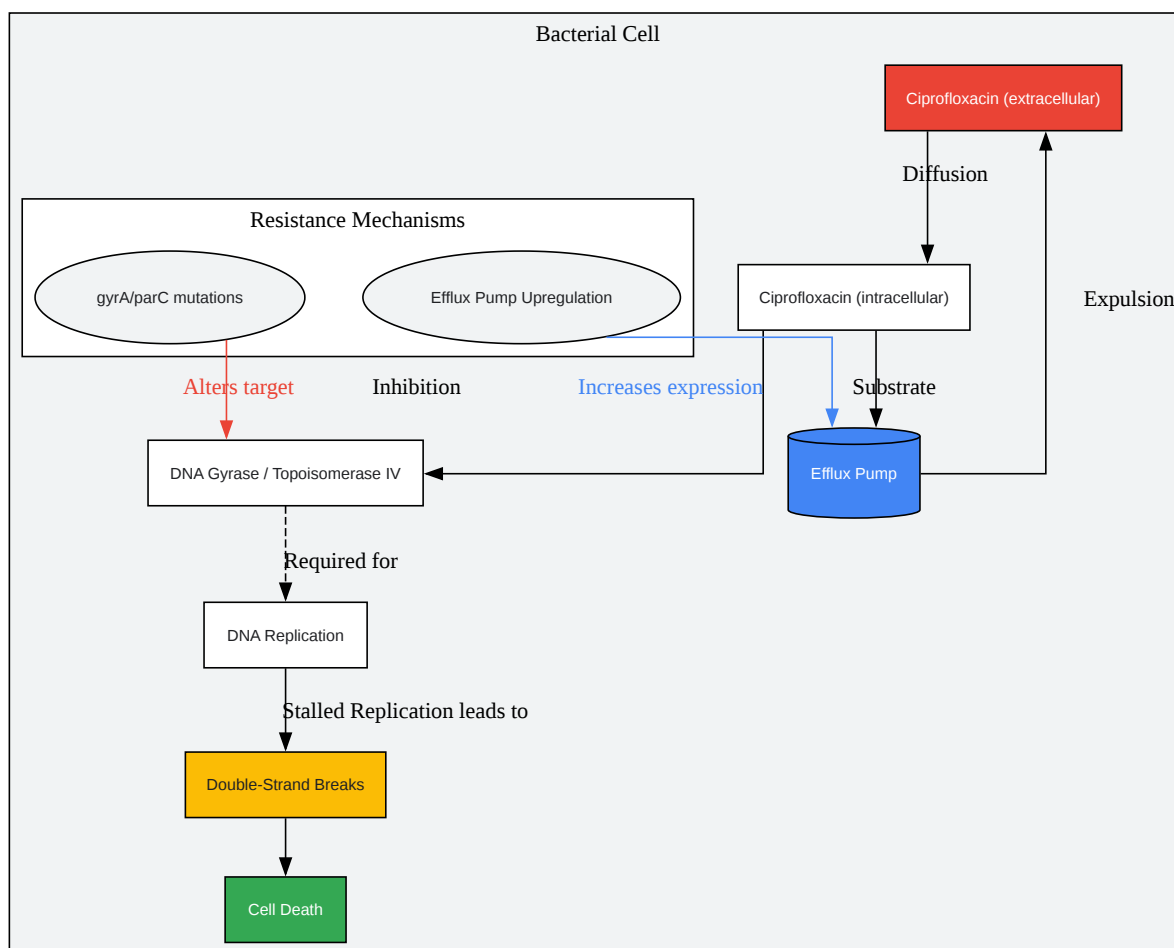 Bacterial Cell
Ciprofloxacin (extracellular)
Diffusion
Resistance Mechanisms
gyrA/parC mutations
Efflux Pump Upregulation
Ciprofloxacin (intracellular)
Expulsion
Alters target
Inhibition
Increases expression
Substrate
DNA Gyrase / Topoisomerase IV
Efflux Pump
Required for
DNA Replication
Stalled Replication leads to
Double-Strand Breaks
Cell Death